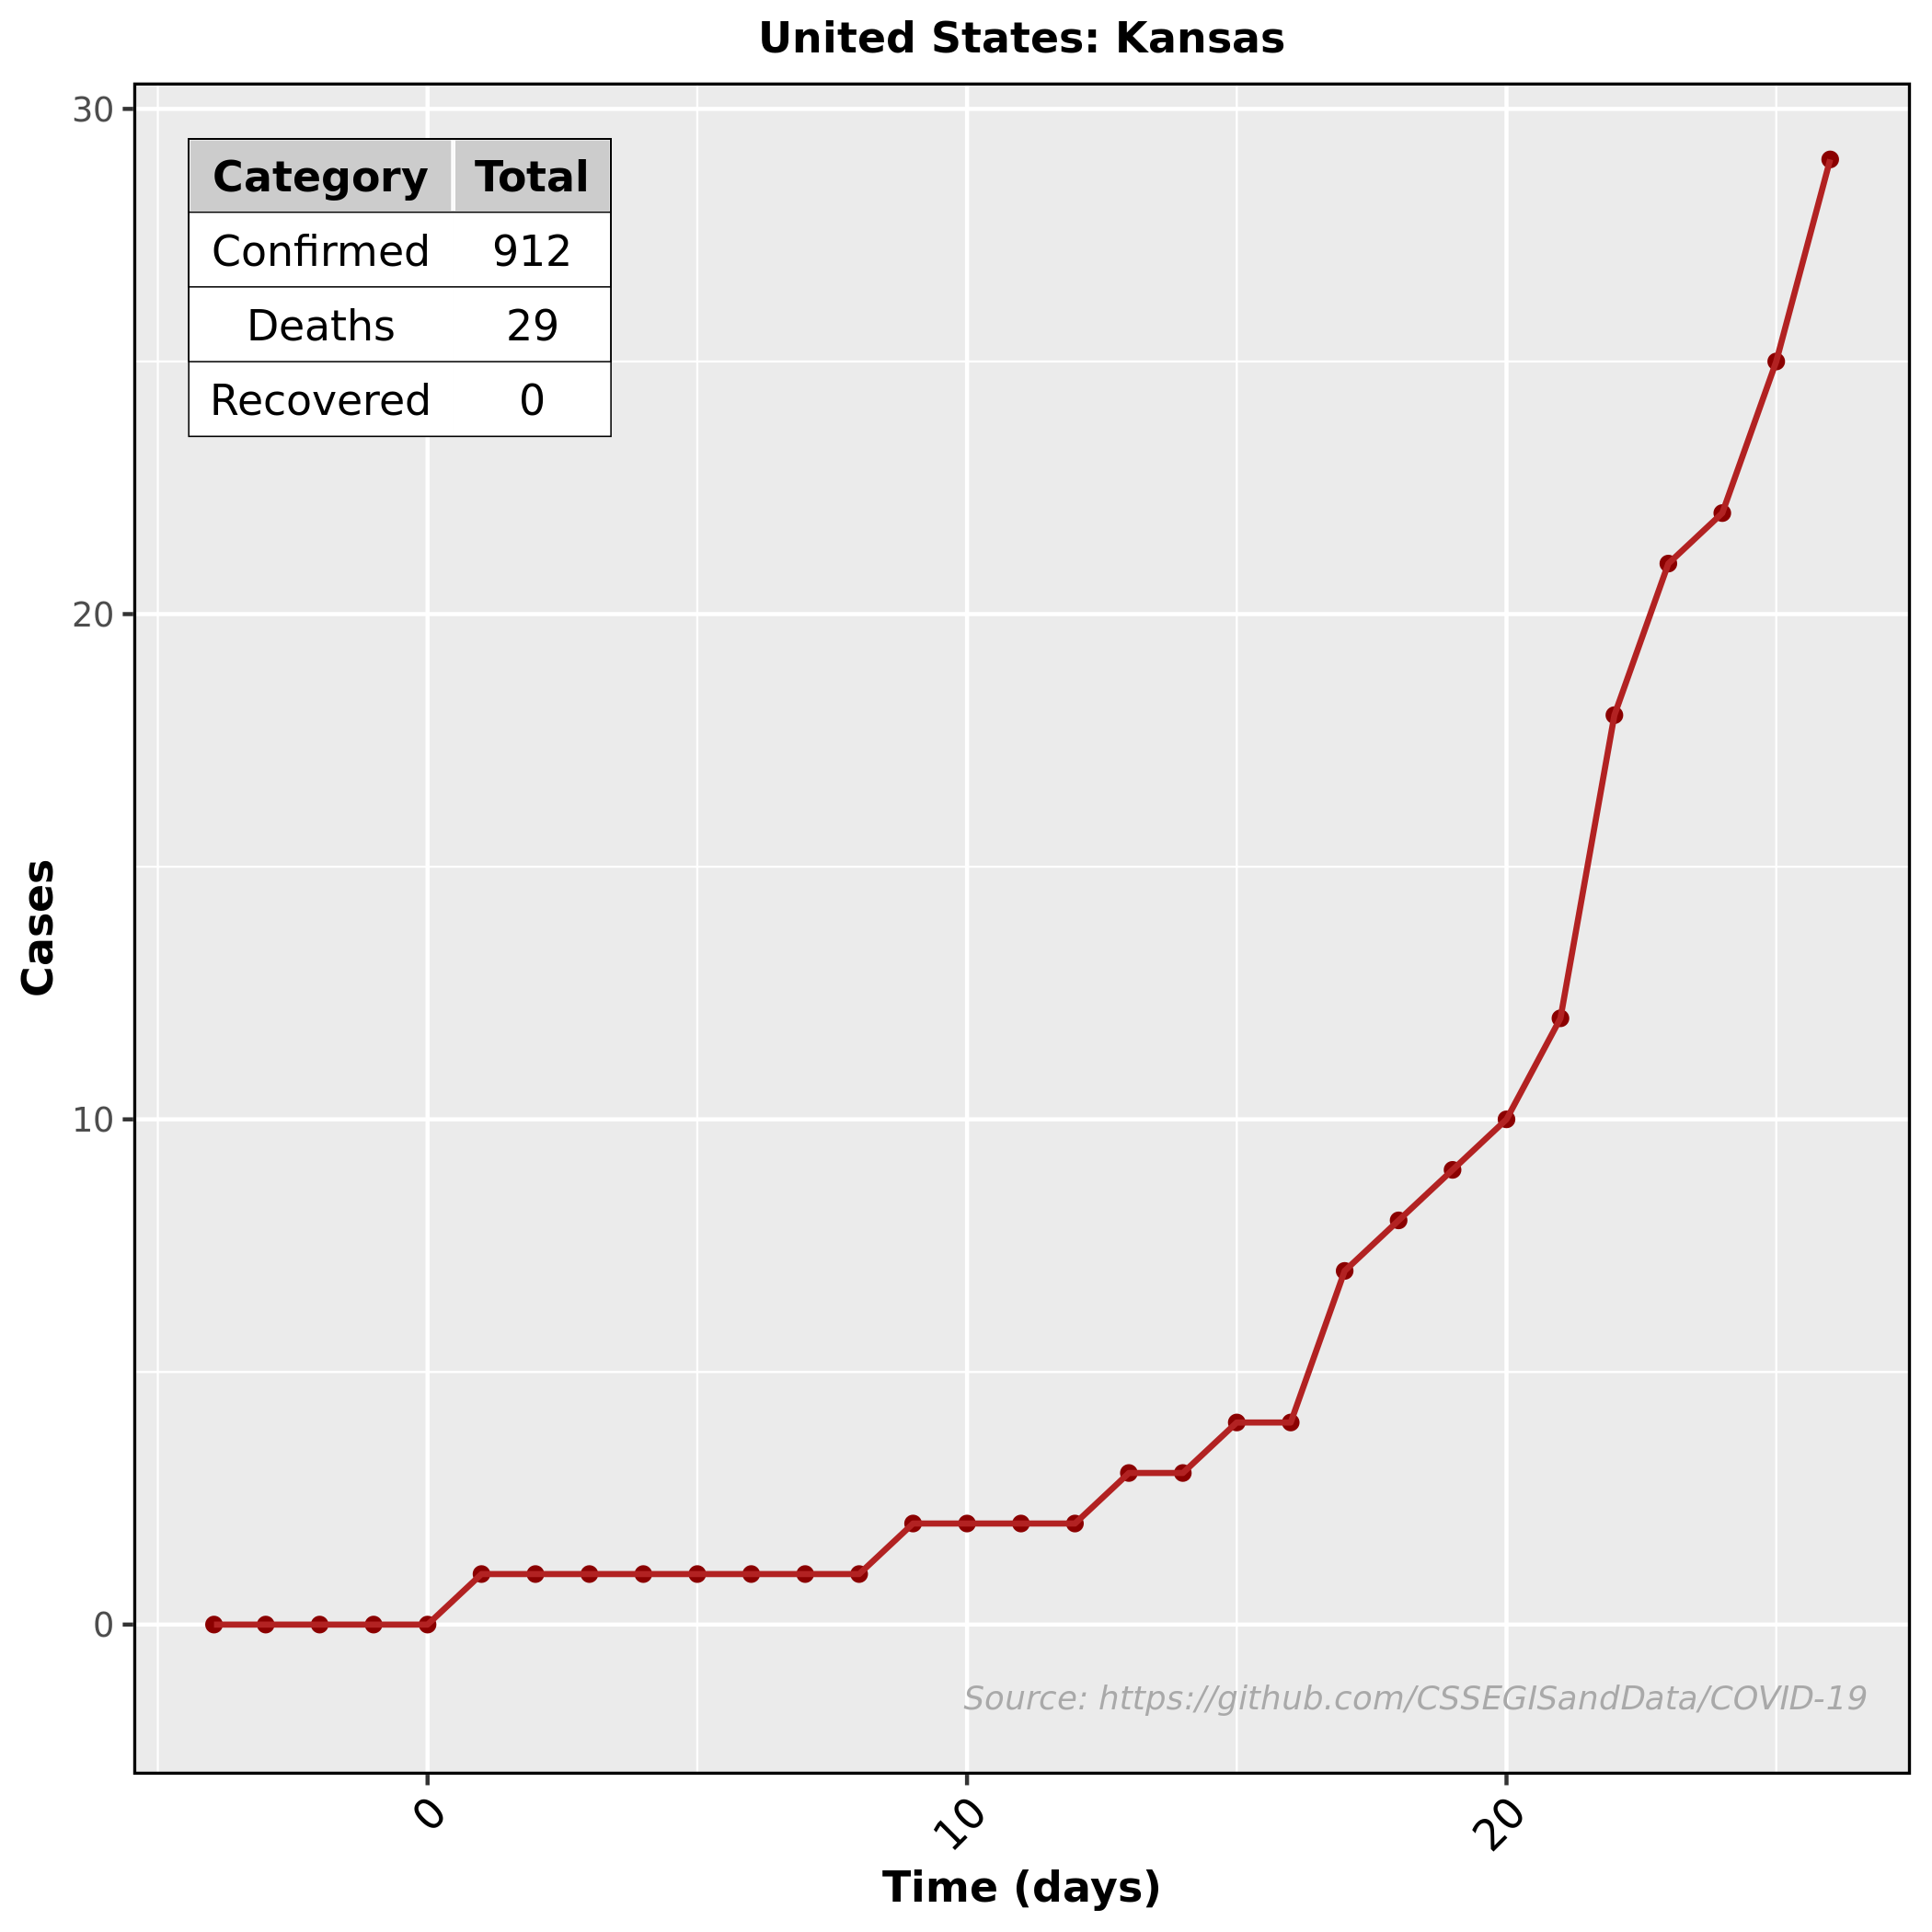 United States: Kansas
30
Category Total
Confirmed 912
Deaths 29
Recovered 0
20
Cases
10
0
Source: https://github.com/CSSEGISandData/COVID-19
0 10 20
Time (days)